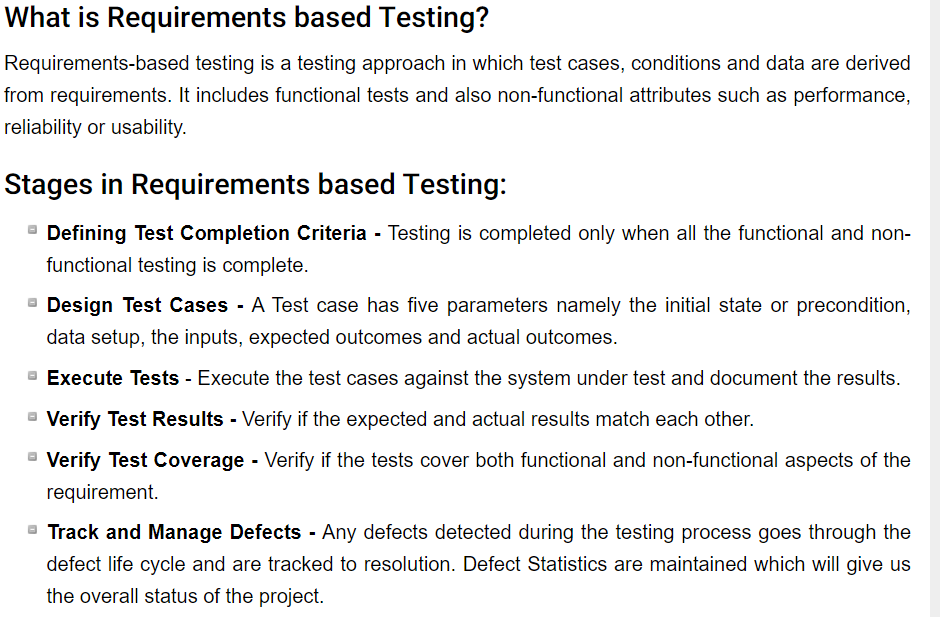 What is Requirements based Testing?
Requirements-based testing is a testing approach in which test cases, conditions and data are derived
from requirements. It includes functional tests and also non-functional attributes such as performance,
reliability or usability.
Stages in Requirements based Testing:
Defining Test Completion Criteria - Testing is completed only when all the functional and non-
functional testing is complete.
Design Test Cases - A Test case has five parameters namely the initial state or precondition,
data setup, the inputs, expected outcomes and actual outcomes.
Execute Tests - Execute the test cases against the system under test and document the results.
Verify Test Results - Verify if the expected and actual results match each other.
Verify Test Coverage - Verify if the tests cover both functional and non-functional aspects of the
requirement.
Track and Manage Defects - Any defects detected during the testing process goes through the
defect life cycle and are tracked to resolution. Defect Statistics are maintained which will give us
the overall status of the project.